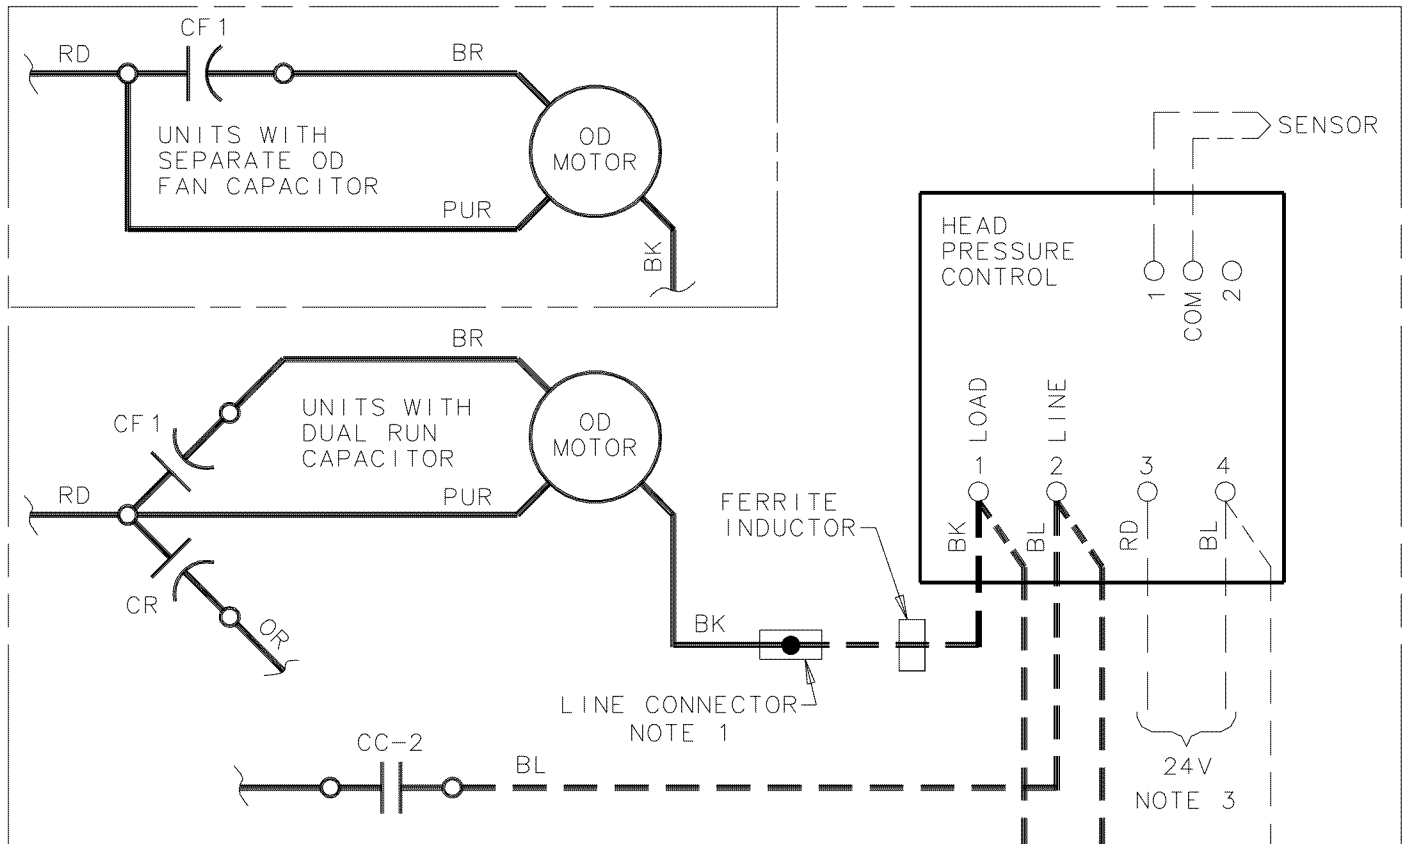 CF1
RD
BR
UNITS WITH
SEPARATE OD
FAN CAPACITOR
OD
MOTOR
PUR
BK
SENSOR
HEAD
PRESSURE
CONTROL
1
COM
2
BR
CF1
UNITS WITH
DUAL RUN
CAPACITOR
OD
MOTOR
RD
PUR
CR
OR
BK
FERRITE
INDUCTOR
LINE CONNECTOR
NOTE 1
1 LOAD
2 LINE
3
4
BK
BL
RD
BL
CC-2
BL
24V
NOTE 3